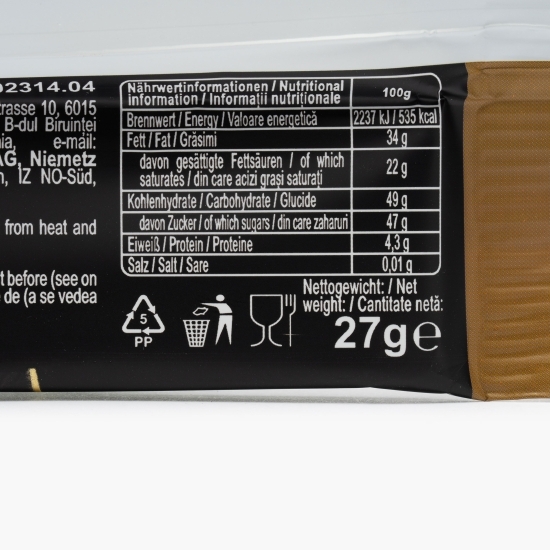 02314.04
trasse 10, 6015
B-dul Biruintei
e-mail:
AG, Niemetz
n, IZ NO-Süd,
from heat and
t before (see on
de (a se vedea
Nährwertinformationen / Nutritional
information / Informații nutriționale
100g
Brennwert / Energy / Valoare energetică
2237 kJ / 535 kcal
Fett / Fat / Grăsimi
34 g
davon gesättigte Fettsäuren / of which
saturates / din care acizi grași saturați
22 g
Kohlenhydrate / Carbohydrate / Glucide
49 g
davon Zucker / of which sugars / din care zaharuri
47 g
Eiweiß / Protein / Proteine
4,3 g
Salz / Salt / Sare
0,01 g
Nettogewicht: / Net
weight: / Cantitate netă:
27g e
5
PP